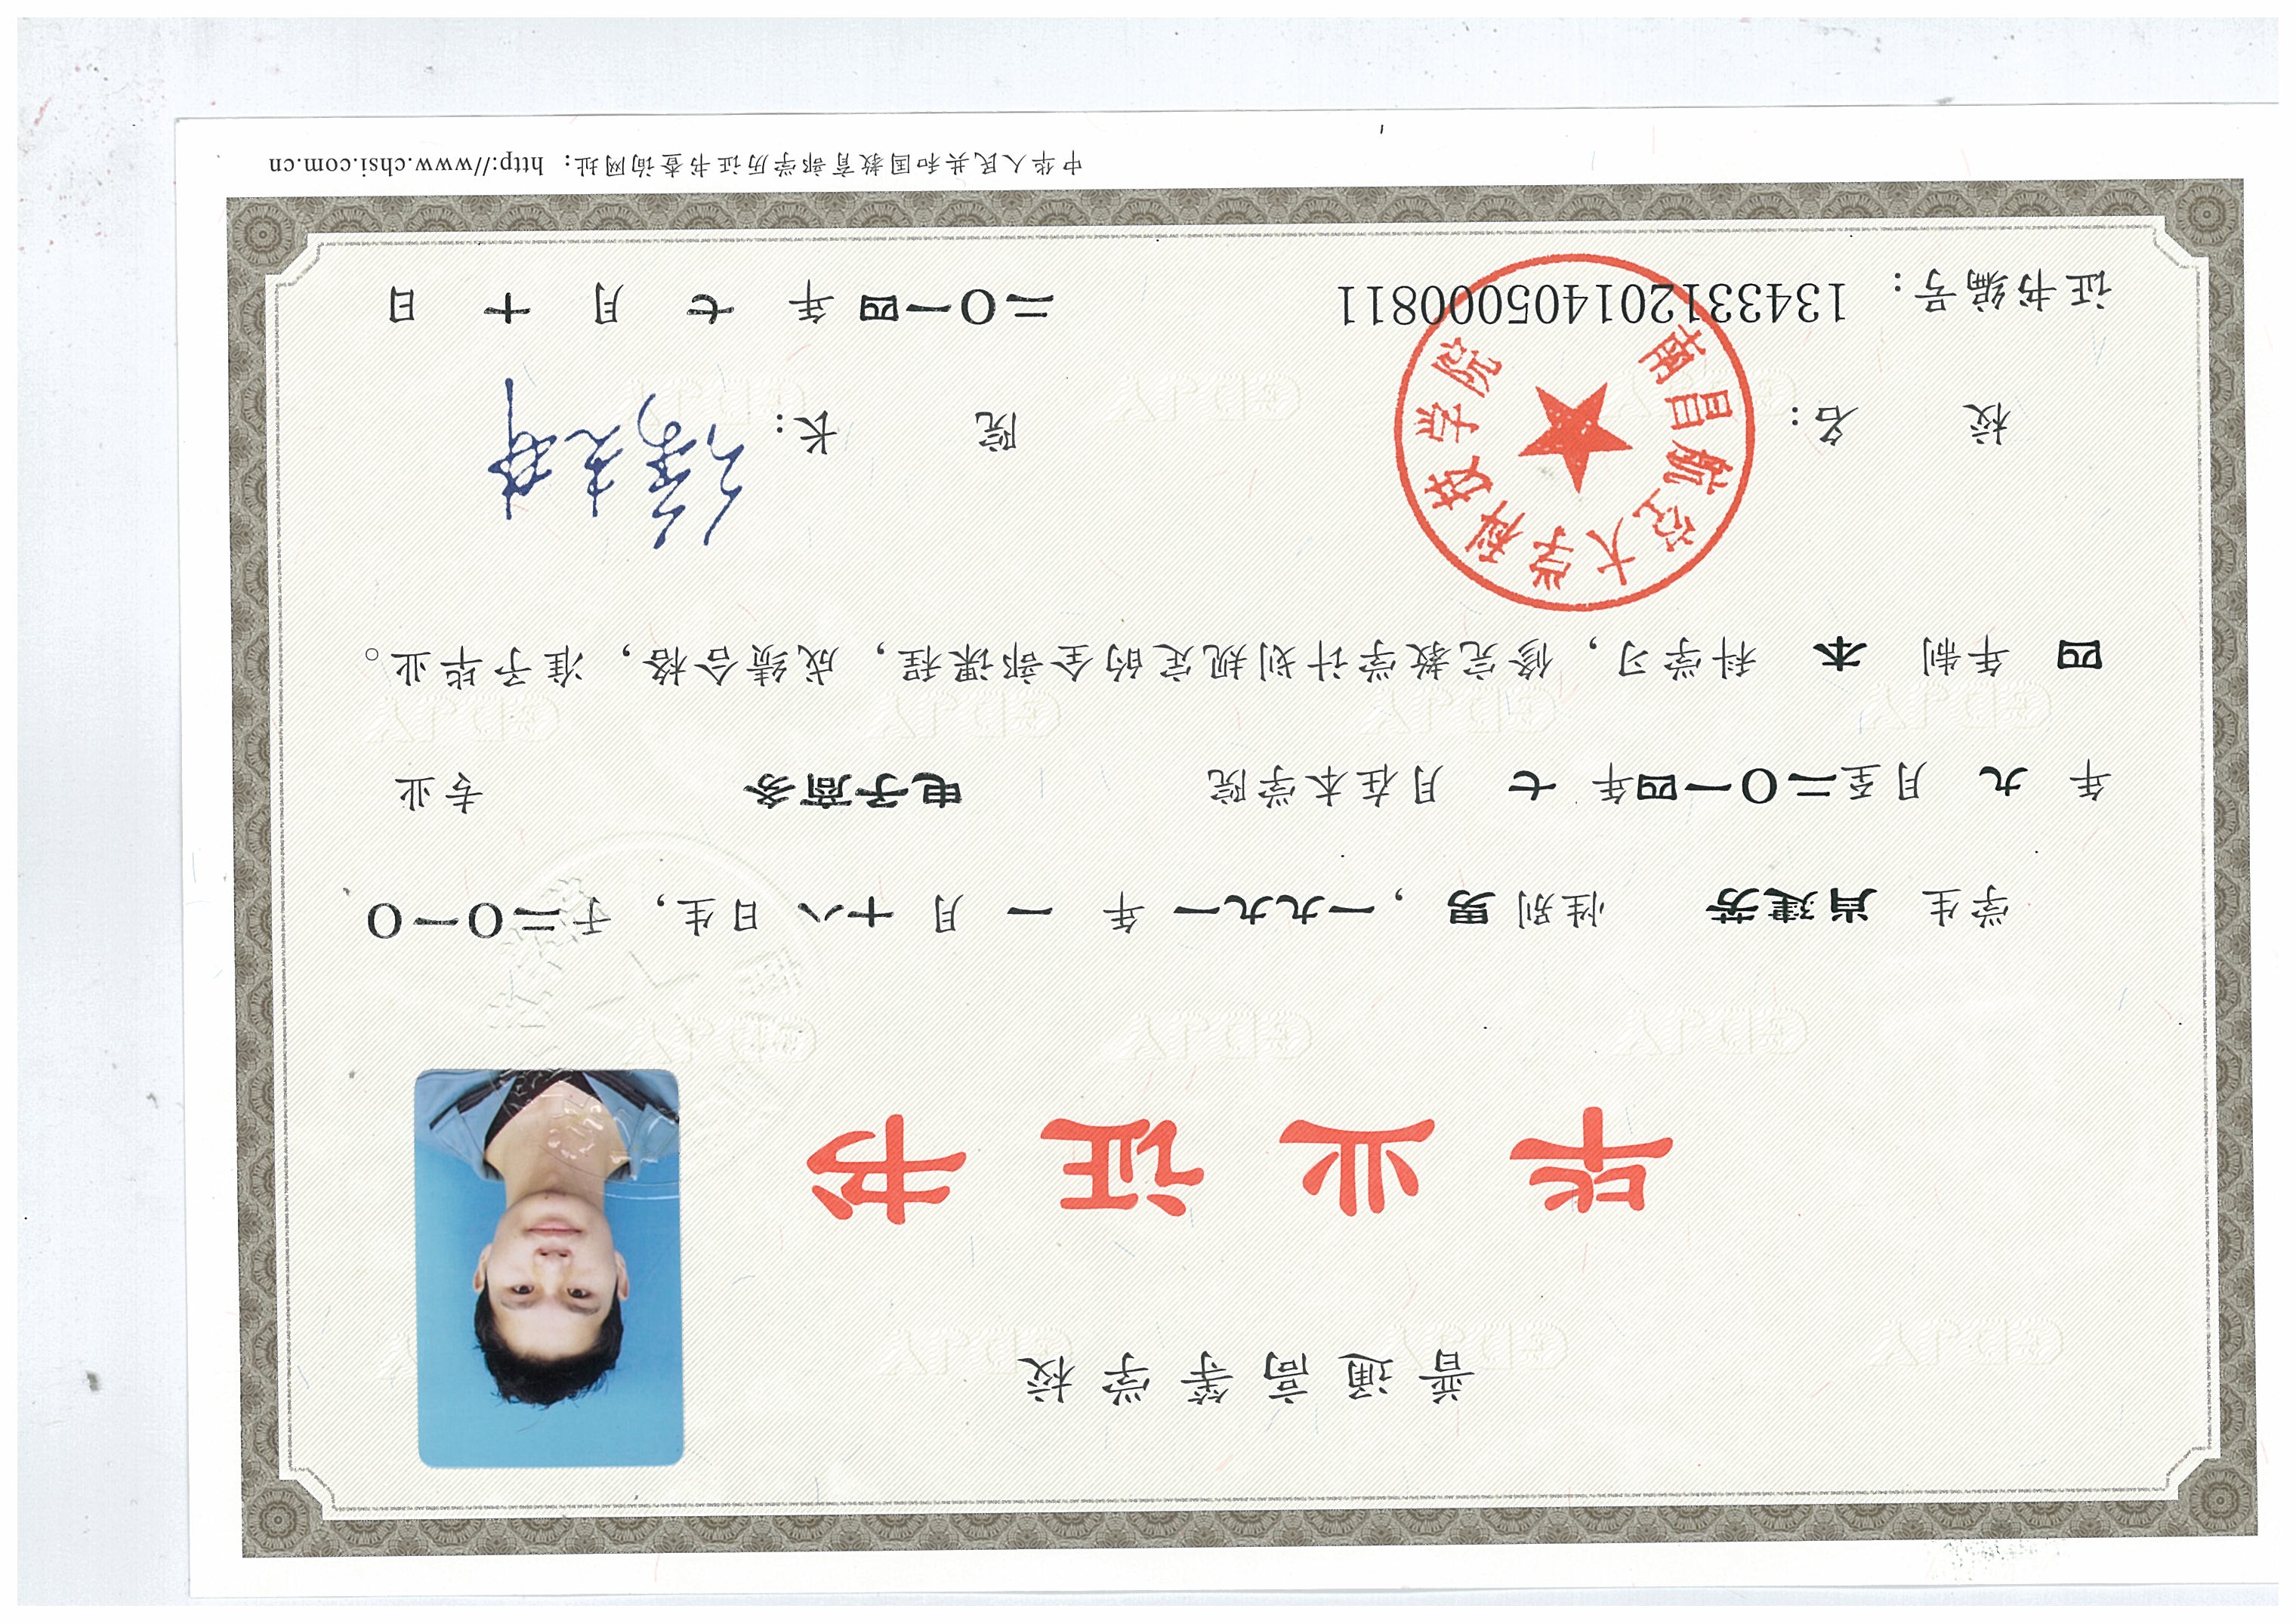 普通高等学校
毕业证书
学生 肖建芳 性别 男 ，一九九一 年 一 月 十八 日生，于二〇一〇
年 九 月至二〇一四年 七 月在本学院 电子商务 专业
四 年制 本 科学习，修完教学计划规定的全部课程，成绩合格，准予毕业。
校 名： 院 长：
南昌航空大学科技学院
证书编号： 134331201405000811 二〇一四 年 七 月 十 日
中华人民共和国教育部学历证书查询网址： http://www.chsi.com.cn
GDJY